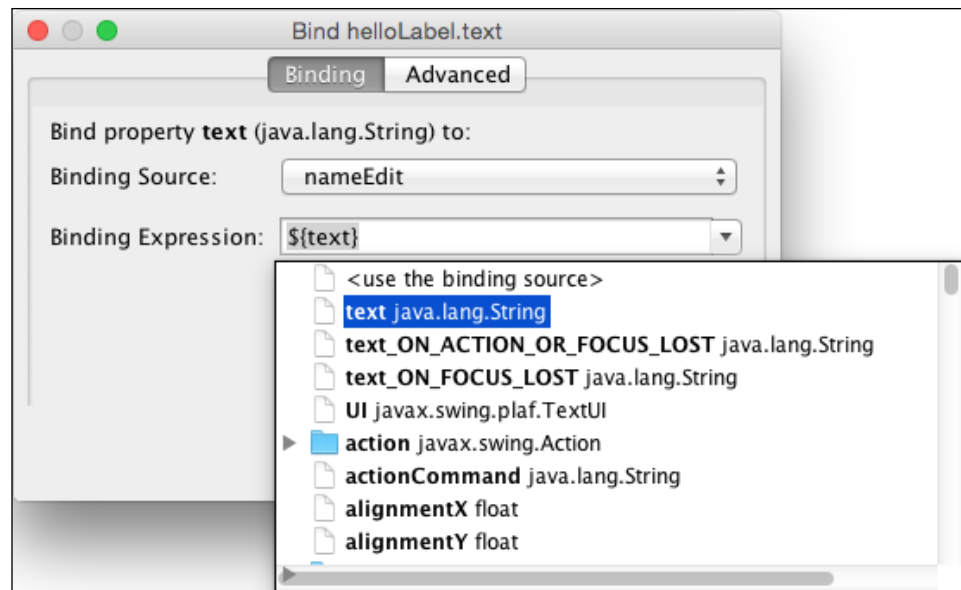 Bind helloLabel.text
Binding Advanced
Bind property text (java.lang.String) to:
Binding Source: nameEdit
Binding Expression: ${text}
<use the binding source>
text java.lang.String
text_ON_ACTION_OR_FOCUS_LOST java.lang.String
text_ON_FOCUS_LOST java.lang.String
UI javax.swing.plaf.TextUI
action javax.swing.Action
actionCommand java.lang.String
alignmentX float
alignmentY float